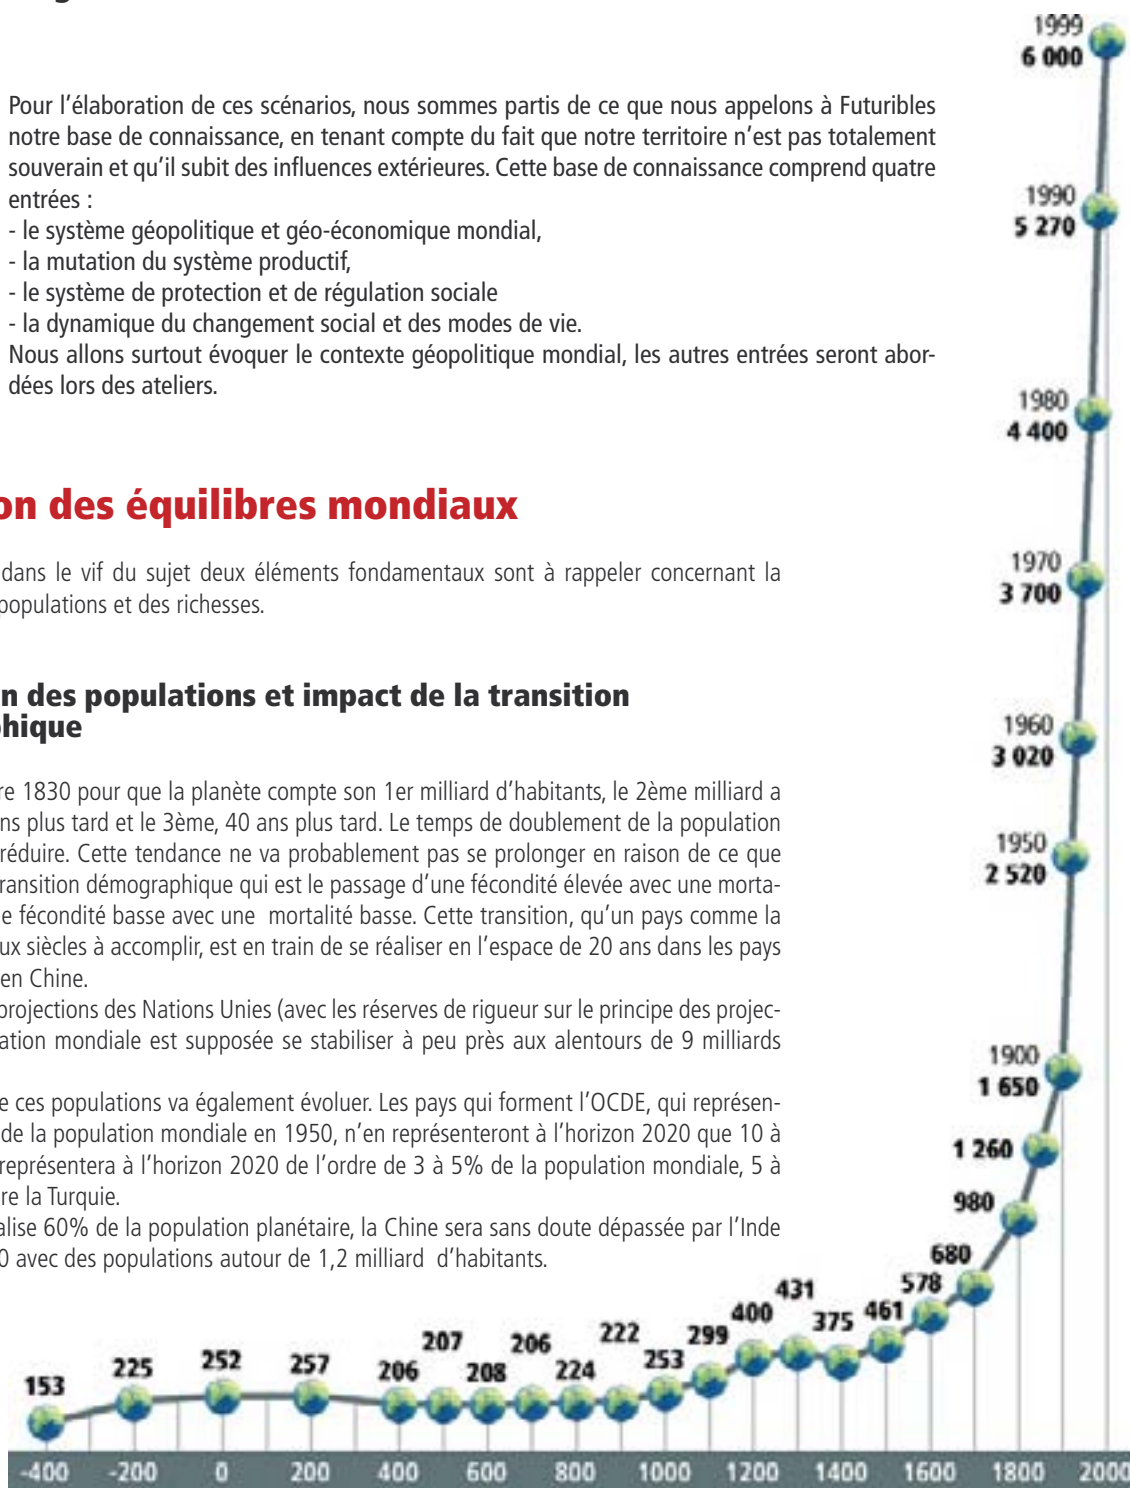 Pour l’élaboration de ces scénarios, nous sommes partis de ce que nous appelons à Futuribles
notre base de connaissance, en tenant compte du fait que notre territoire n’est pas totalement
souverain et qu’il subit des influences extérieures. Cette base de connaissance comprend quatre
entrées :
- le système géopolitique et géo-économique mondial,
- la mutation du système productif,
- le système de protection et de régulation sociale
- la dynamique du changement social et des modes de vie.
Nous allons surtout évoquer le contexte géopolitique mondial, les autres entrées seront abor-
dées lors des ateliers.
on des équilibres mondiaux
dans le vif du sujet deux éléments fondamentaux sont à rappeler concernant la
populations et des richesses.
n des populations et impact de la transition
phique
re 1830 pour que la planète compte son 1er milliard d’habitants, le 2ème milliard a
ns plus tard et le 3ème, 40 ans plus tard. Le temps de doublement de la population
réduire. Cette tendance ne va probablement pas se prolonger en raison de ce que
ransition démographique qui est le passage d’une fécondité élevée avec une morta-
e fécondité basse avec une mortalité basse. Cette transition, qu’un pays comme la
ux siècles à accomplir, est en train de se réaliser en l’espace de 20 ans dans les pays
en Chine.
projections des Nations Unies (avec les réserves de rigueur sur le principe des projec-
ation mondiale est supposée se stabiliser à peu près aux alentours de 9 milliards
e ces populations va également évoluer. Les pays qui forment l’OCDE, qui représen-
de la population mondiale en 1950, n’en représenteront à l’horizon 2020 que 10 à
représentera à l’horizon 2020 de l’ordre de 3 à 5% de la population mondiale, 5 à
re la Turquie.
alise 60% de la population planétaire, la Chine sera sans doute dépassée par l’Inde
0 avec des populations autour de 1,2 milliard d’habitants.
1999
6 000
1990
5 270
1980
4 400
1970
3 700
1960
3 020
1950
2 520
1900
1 650
1 260
980
680
578
461
375
431
400
299
253
222
224
206
208
207
206
257
252
225
153
-400 -200 0 200 400 600 800 1000 1200 1400 1600 1800 2000